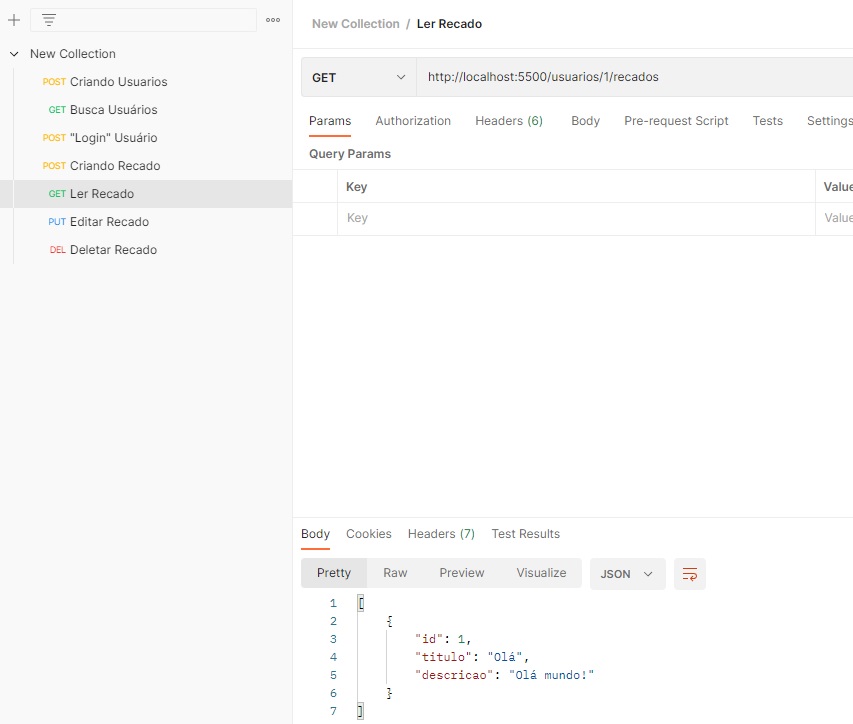 New Collection
POST Criando Usuarios
GET Busca Usuários
POST "Login" Usuário
POST Criando Recado
GET Ler Recado
PUT Editar Recado
DEL Deletar Recado
New Collection / Ler Recado
GET http://localhost:5500/usuarios/1/recados
Params Authorization Headers (6) Body Pre-request Script Tests Settings
Query Params
Key Value
Key Value
Body Cookies Headers (7) Test Results
Pretty Raw Preview Visualize JSON
1 [
2 {
3 "id": 1,
4 "titulo": "Olá",
5 "descricao": "Olá mundo!"
6 }
7 ]